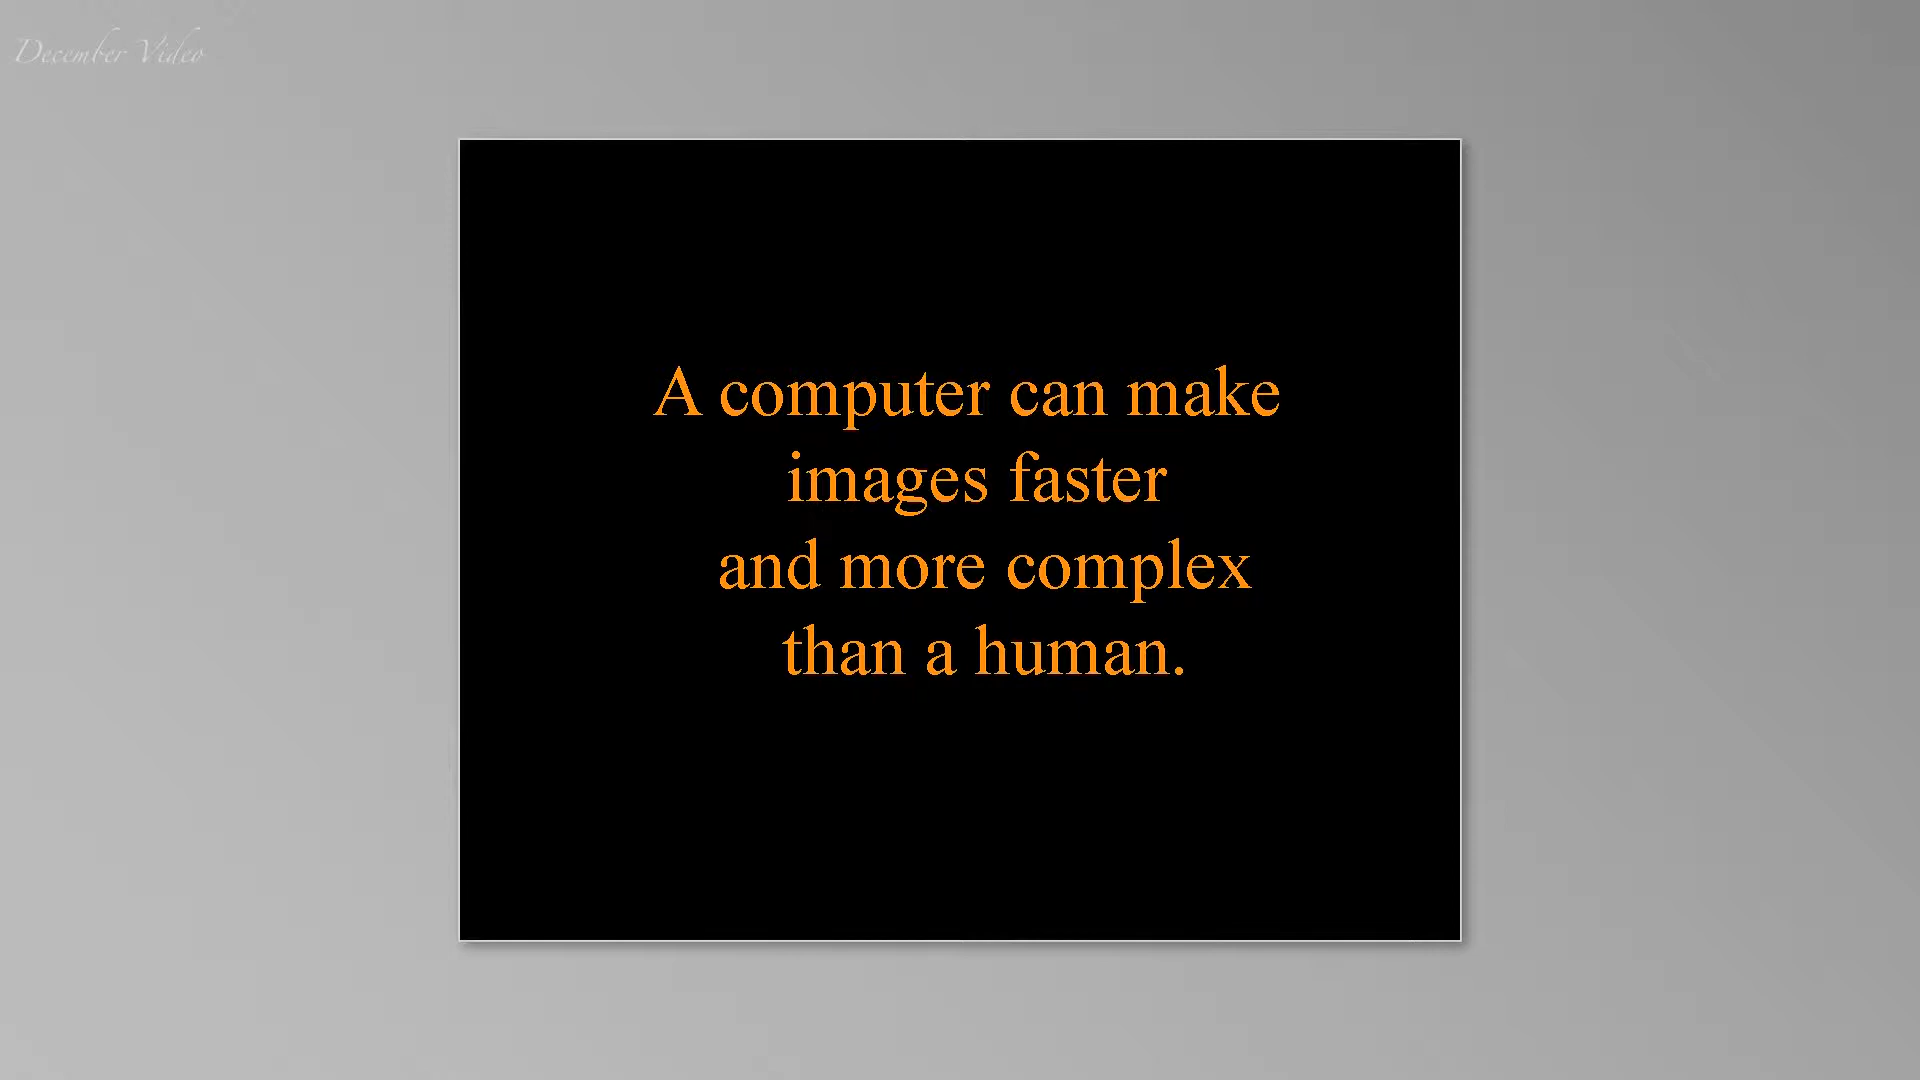 December Video
A computer can make
images faster
and more complex
than a human.